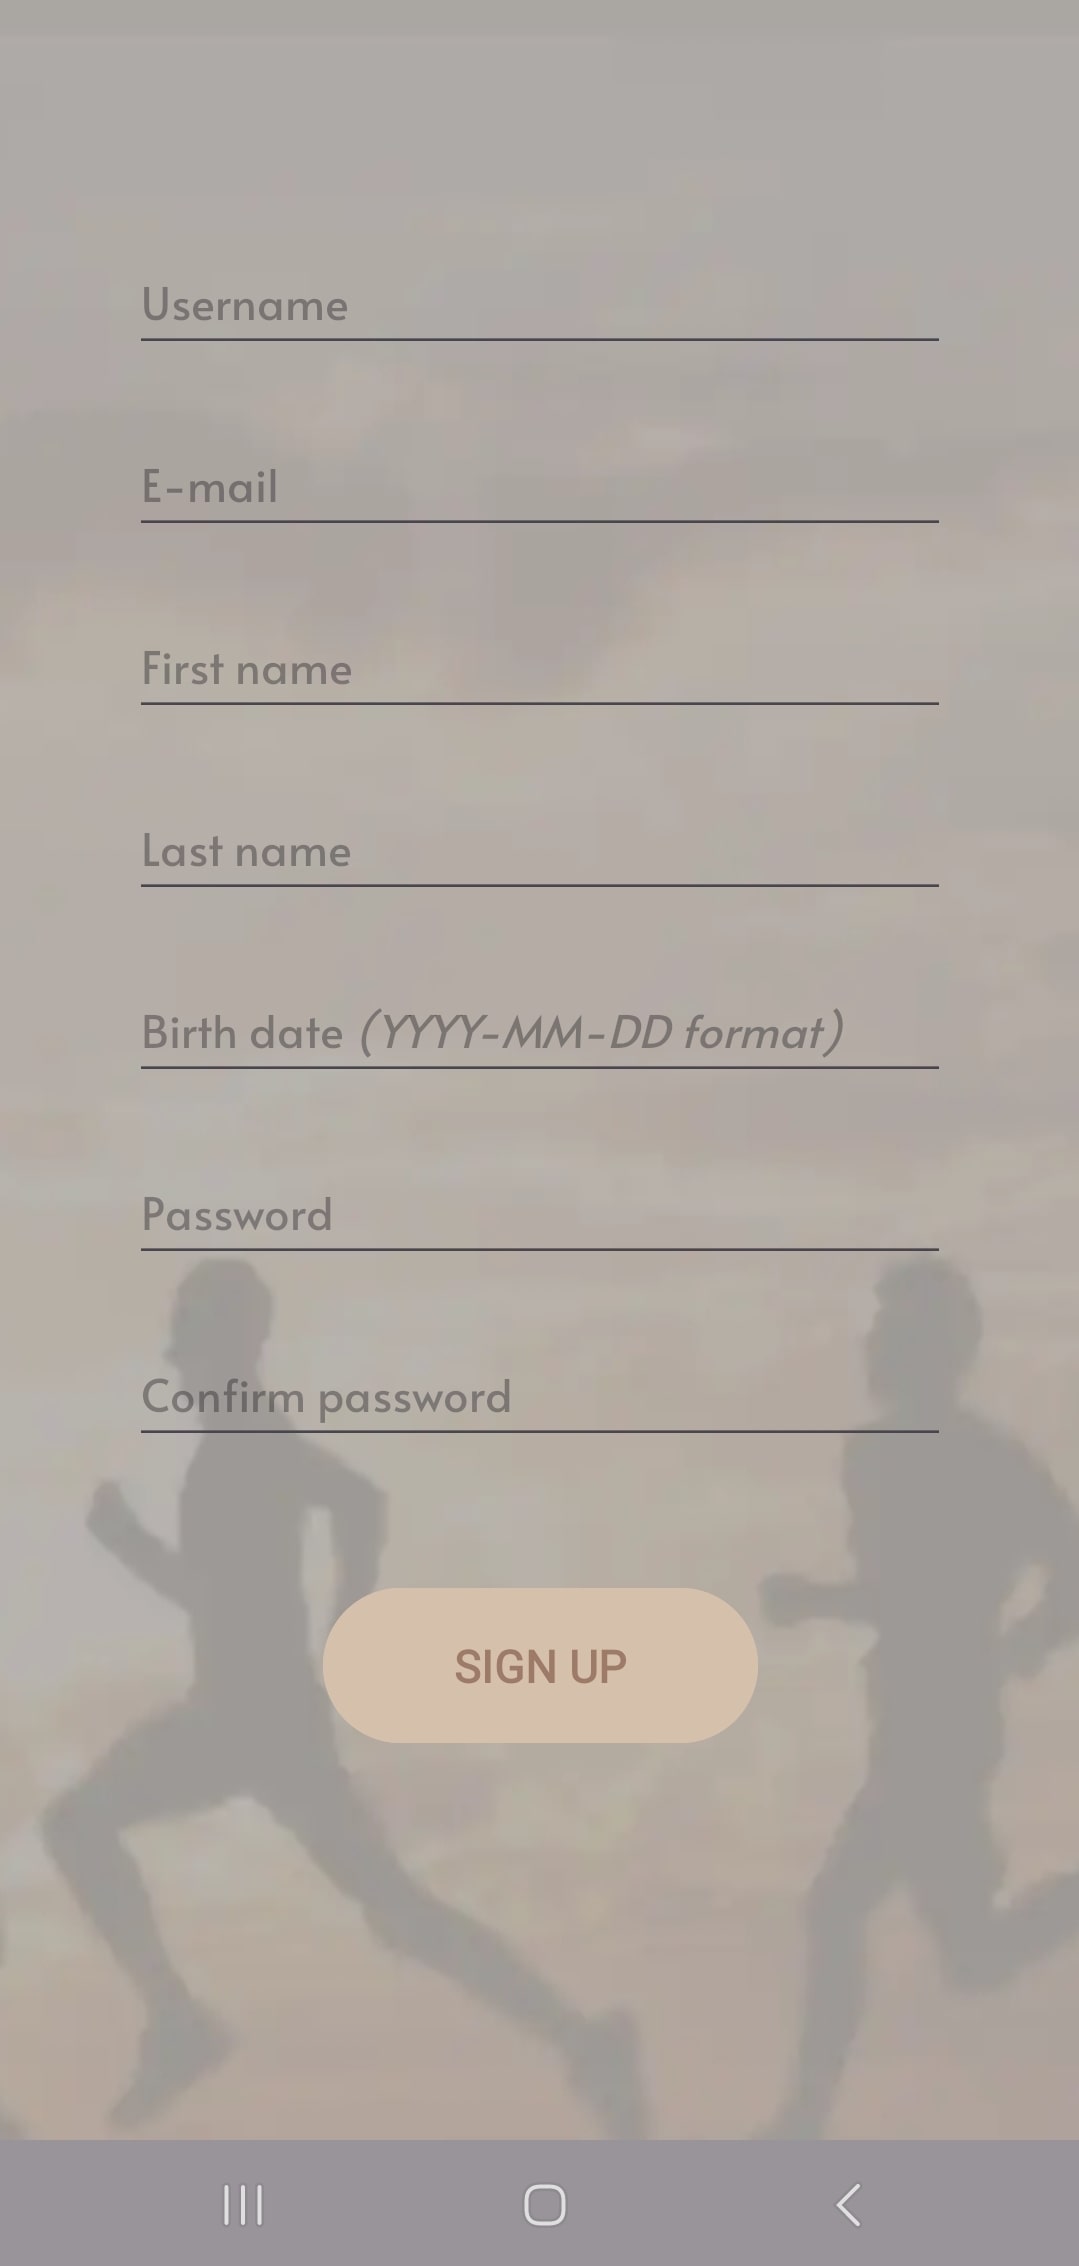 Username
E-mail
First name
Last name
Birth date (YYYY-MM-DD format)
Password
Confirm password
SIGN UP